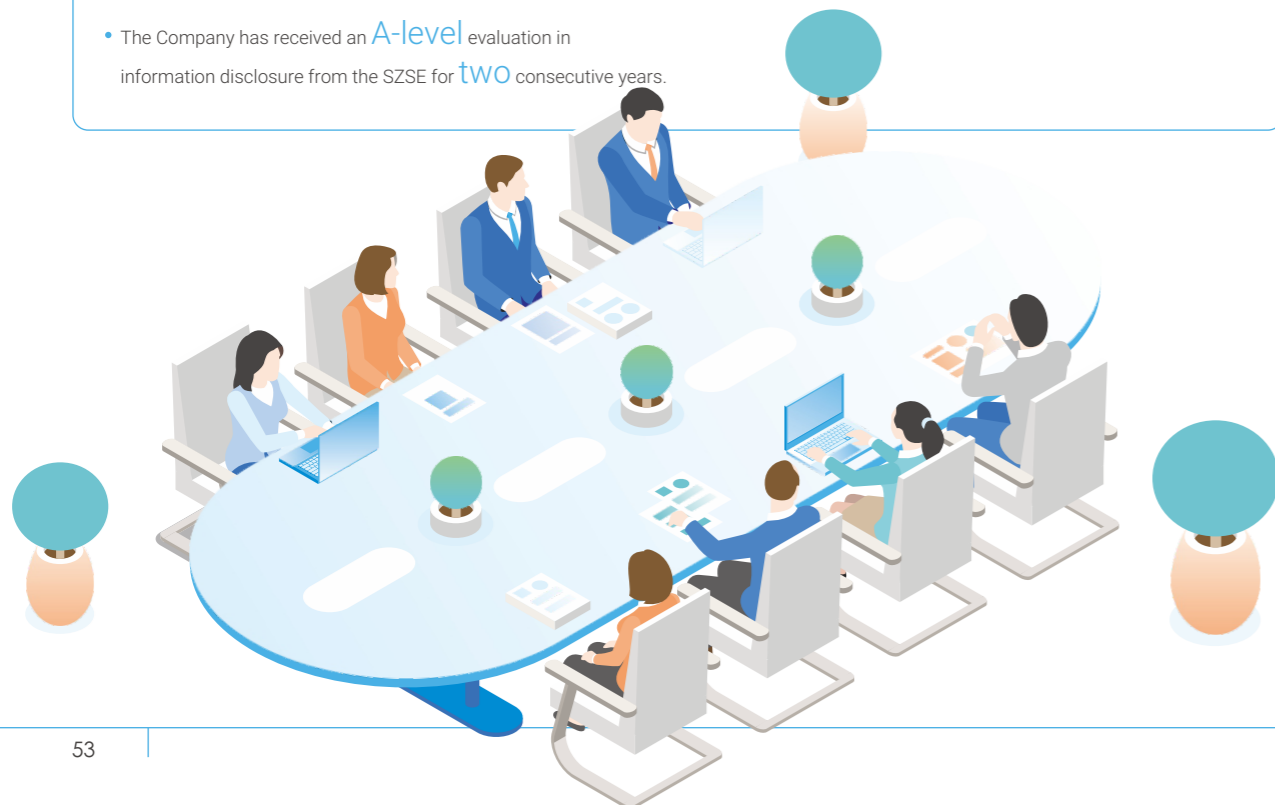 • The Company has received an A-level evaluation in
information disclosure from the SZSE for two consecutive years.
53